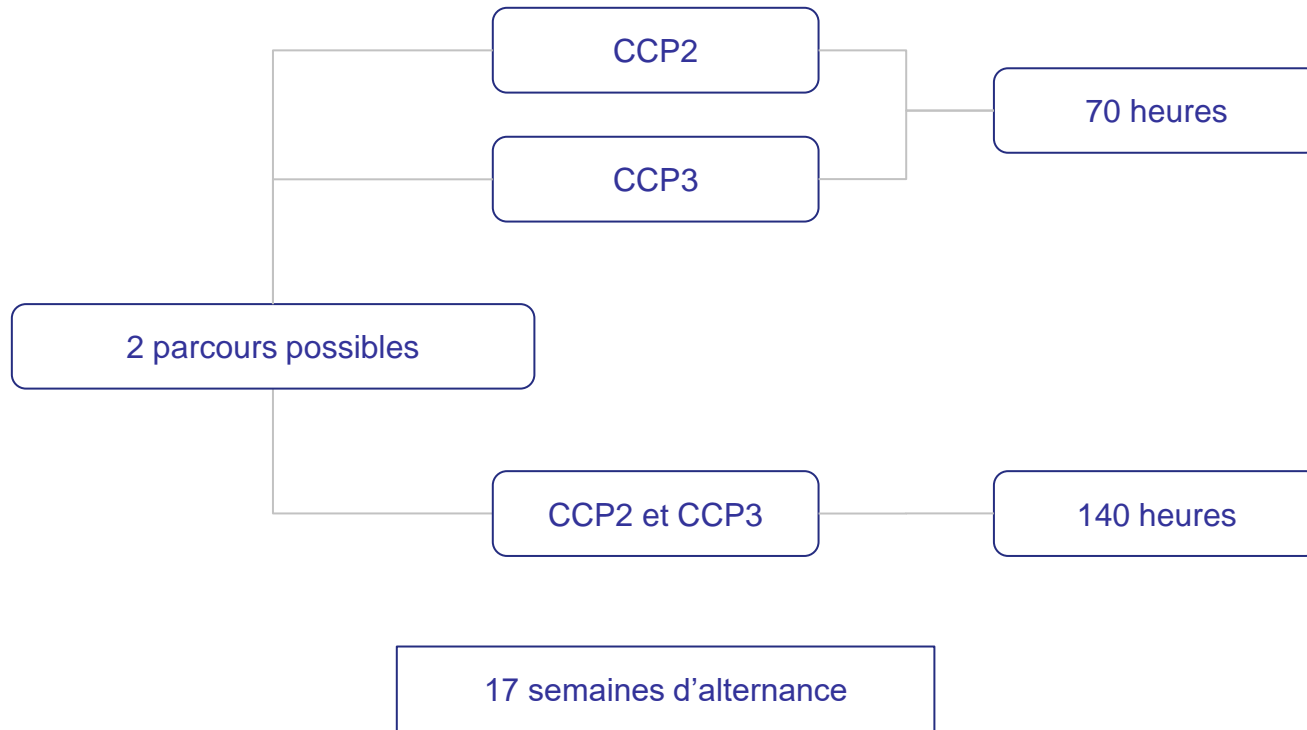 CCP2
70 heures
CCP3
2 parcours possibles
CCP2 et CCP3
140 heures
17 semaines d’alternance